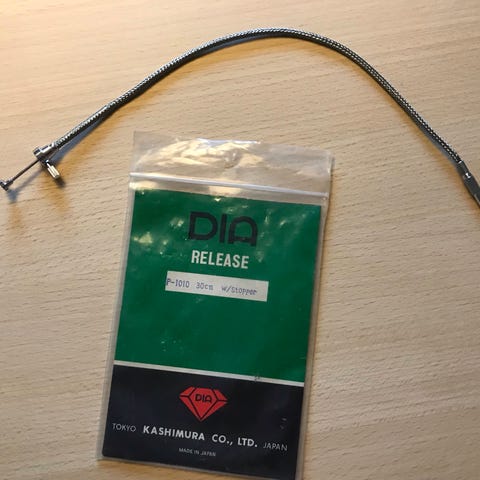 DIA
RELEASE
P-1010 30cm W/Stopper
DIA
TOKYO KASHIMURA CO., LTD. JAPAN
MADE IN JAPAN